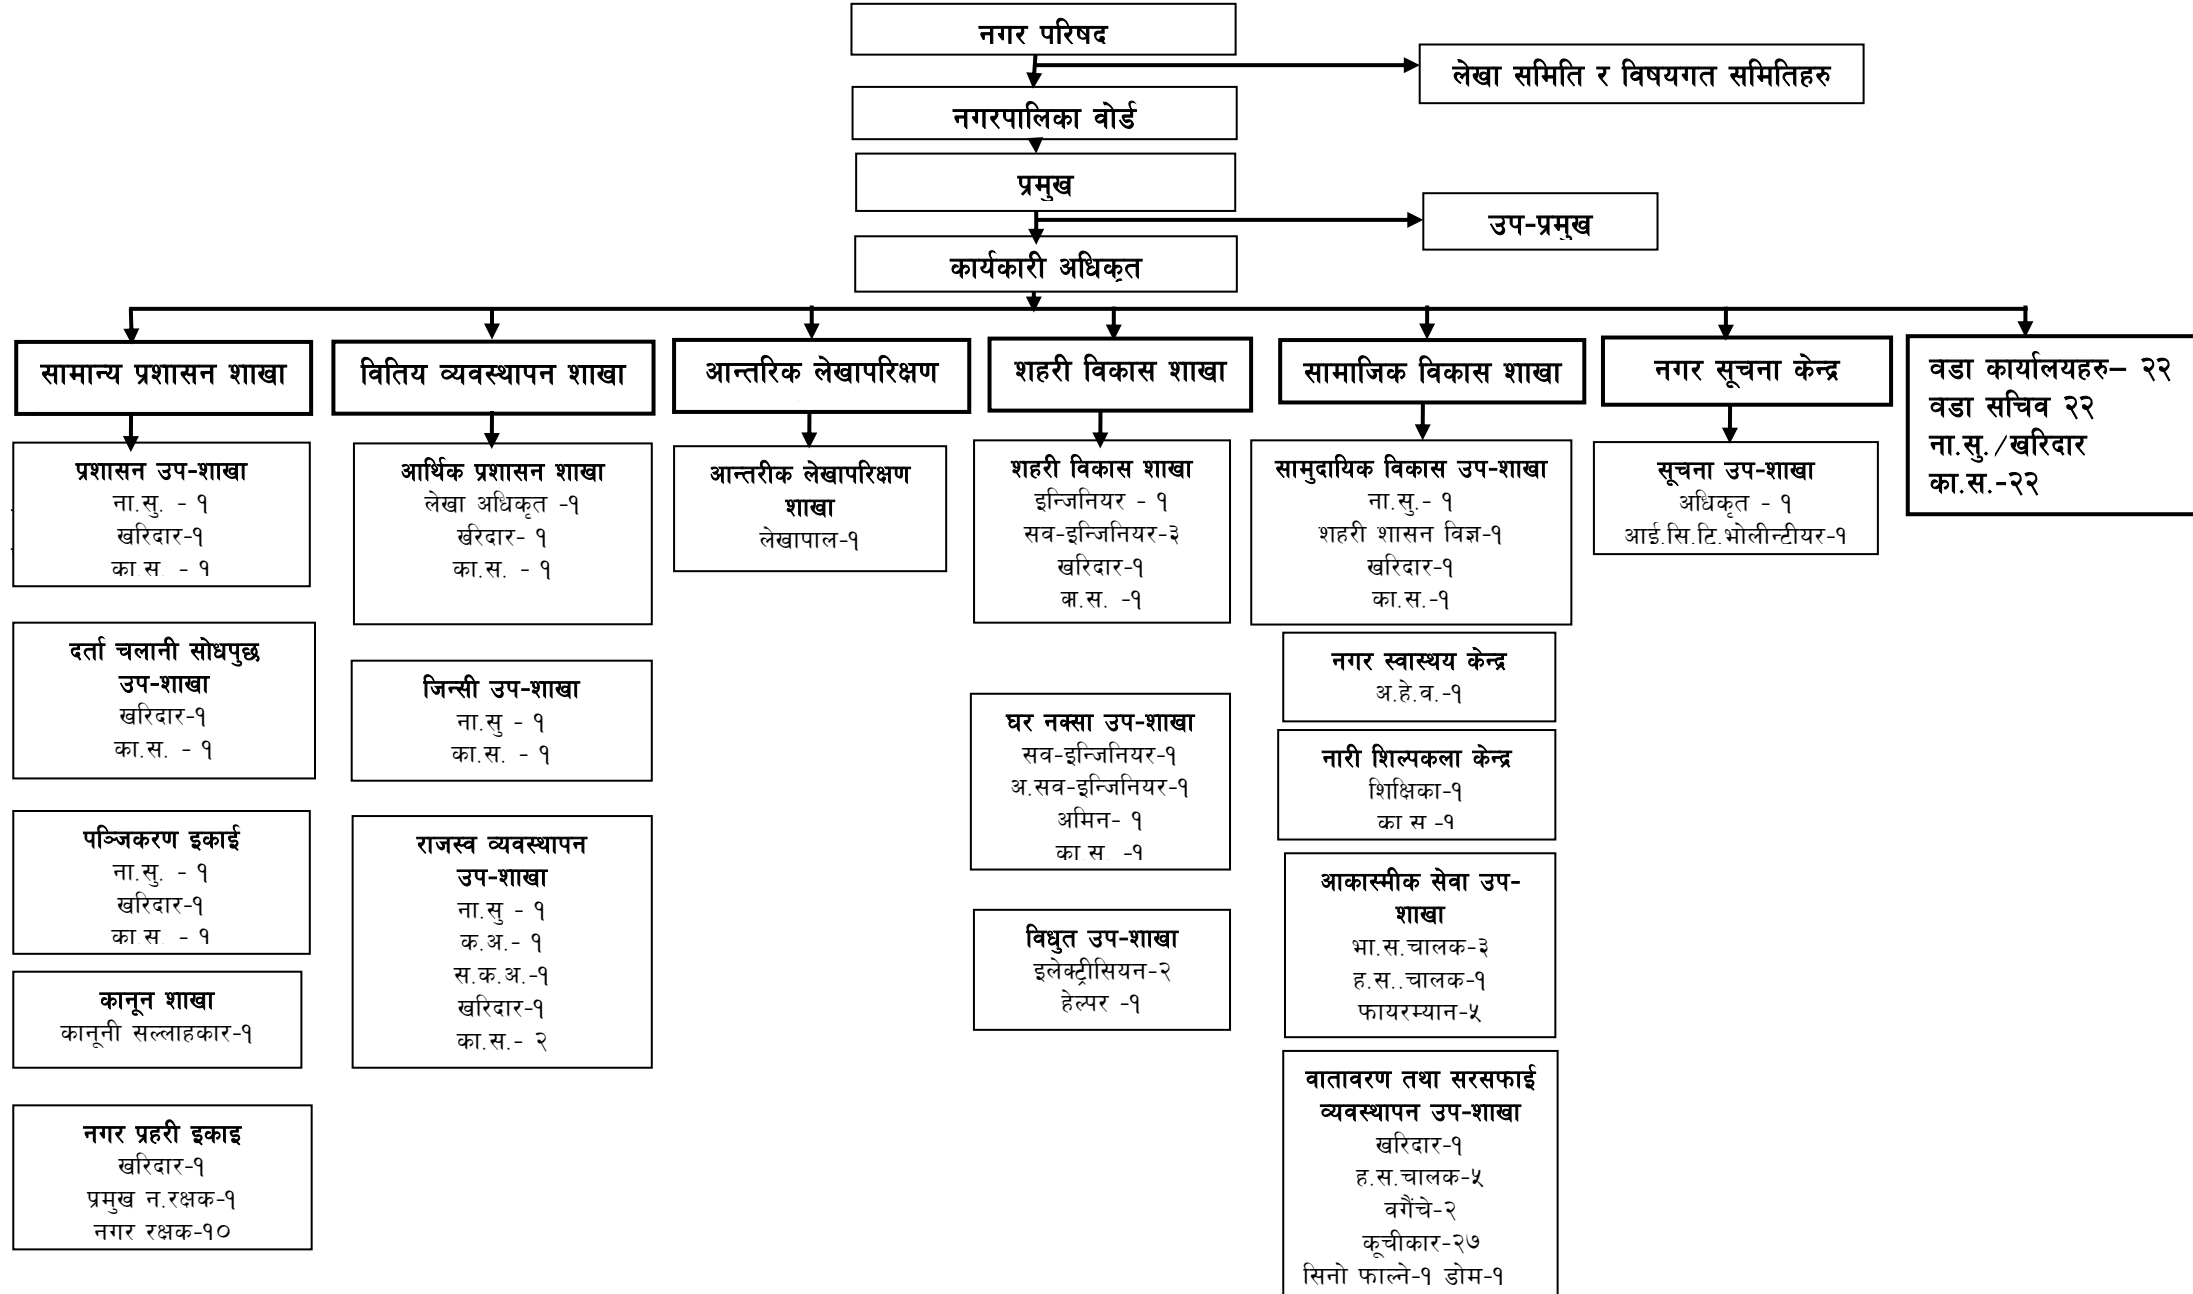 नगर परिषद
लेखा समिति र विषयगत समितिहरु
नगरपालिका वोर्ड
प्रमुख
उप-प्रमुख
कार्यकारी अधिकृत
सामान्य प्रशासन शाखा
वितिय व्यवस्थापन शाखा
आन्तरिक लेखापरिक्षण
शहरी विकास शाखा
सामाजिक विकास शाखा
नगर सूचना केन्द्र
वडा कार्यालयहरु– २२
वडा सचिव २२
ना.सु./खरिदार
का.स.-२२
प्रशासन उप-शाखा
ना.सु. - १
खरिदार-१
का.स. - १
दर्ता चलानी सोधपुछ
उप-शाखा
खरिदार-१
का.स. - १
पञ्जिकरण इकाई
ना.सु. - १
खरिदार-१
का.स. - १
कानून शाखा
कानूनी सल्लाहकार-१
नगर प्रहरी इकाइ
खरिदार-१
प्रमुख न.रक्षक-१
नगर रक्षक-१०
आर्थिक प्रशासन शाखा
लेखा अधिकृत -१
खरिदार- १
का.स. - १
जिन्सी उप-शाखा
ना.सु - १
का.स. - १
राजस्व व्यवस्थापन
उप-शाखा
ना.सु - १
क.अ.- १
स.क.अ.-१
खरिदार-१
का.स.- २
आन्तरीक लेखापरिक्षण
शाखा
लेखापाल-१
शहरी विकास शाखा
इन्जिनियर - १
सव-इन्जिनियर-३
खरिदार-१
का.स. -१
घर नक्सा उप-शाखा
सव-इन्जिनियर-१
अ.सव-इन्जिनियर-१
अमिन- १
का.स. -१
विधुत उप-शाखा
इलेक्ट्रीसियन-२
हेल्पर -१
सामुदायिक विकास उप-शाखा
ना.सु.- १
शहरी शासन विज्ञ-१
खरिदार-१
का.स.-१
नगर स्वास्थय केन्द्र
अ.हे.व.-१
नारी शिल्पकला केन्द्र
शिक्षिका-१
का.स.-१
आकास्मीक सेवा उप-
शाखा
भा.स.चालक-३
ह.स..चालक-१
फायरम्यान-५
वातावरण तथा सरसफाई
व्यवस्थापन उप-शाखा
खरिदार-१
ह.स.चालक-५
वगैंचे-२
कूचीकार-२७
सिनो फाल्ने-१ डोम-१
सूचना उप-शाखा
अधिकृत - १
आई.सि.टि.भोलीन्टीयर-१